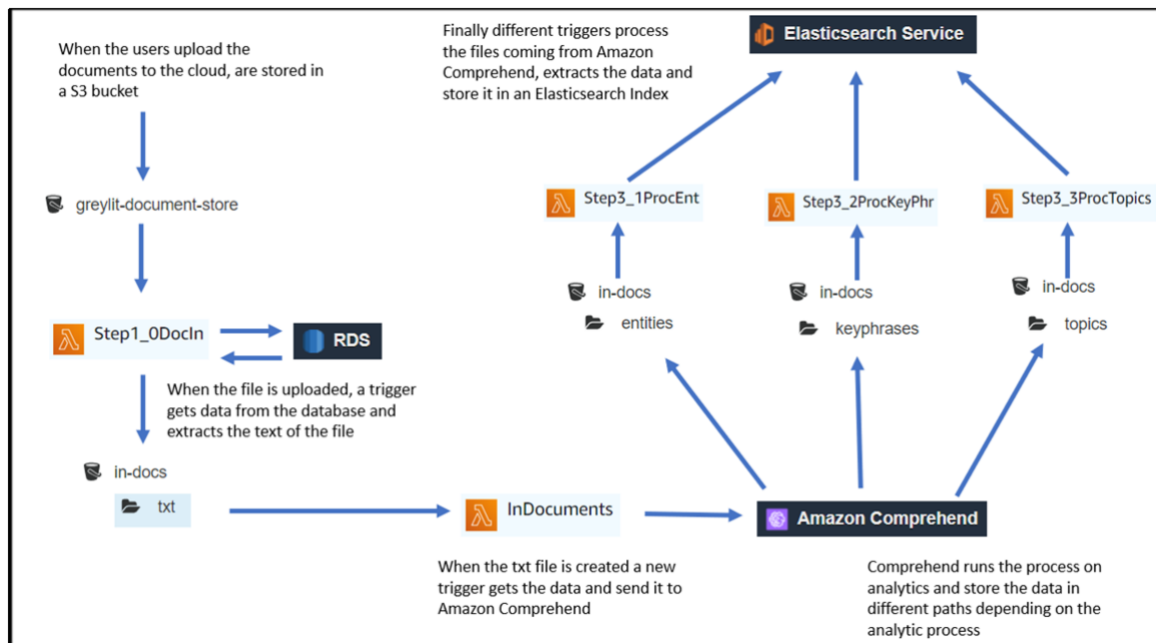 When the users upload the
documents to the cloud, are stored in
a S3 bucket
greylit-document-store
Step1_0DocIn
RDS
When the file is uploaded, a trigger
gets data from the database and
extracts the text of the file
in-docs
txt
InDocuments
When the txt file is created a new
trigger gets the data and send it to
Amazon Comprehend
Amazon Comprehend
Comprehend runs the process on
analytics and store the data in
different paths depending on the
analytic process
in-docs
entities
in-docs
keyphrases
in-docs
topics
Step3_1ProcEnt
Step3_2ProcKeyPhr
Step3_3ProcTopics
Finally different triggers process
the files coming from Amazon
Comprehend, extracts the data and
store it in an Elasticsearch Index
Elasticsearch Service